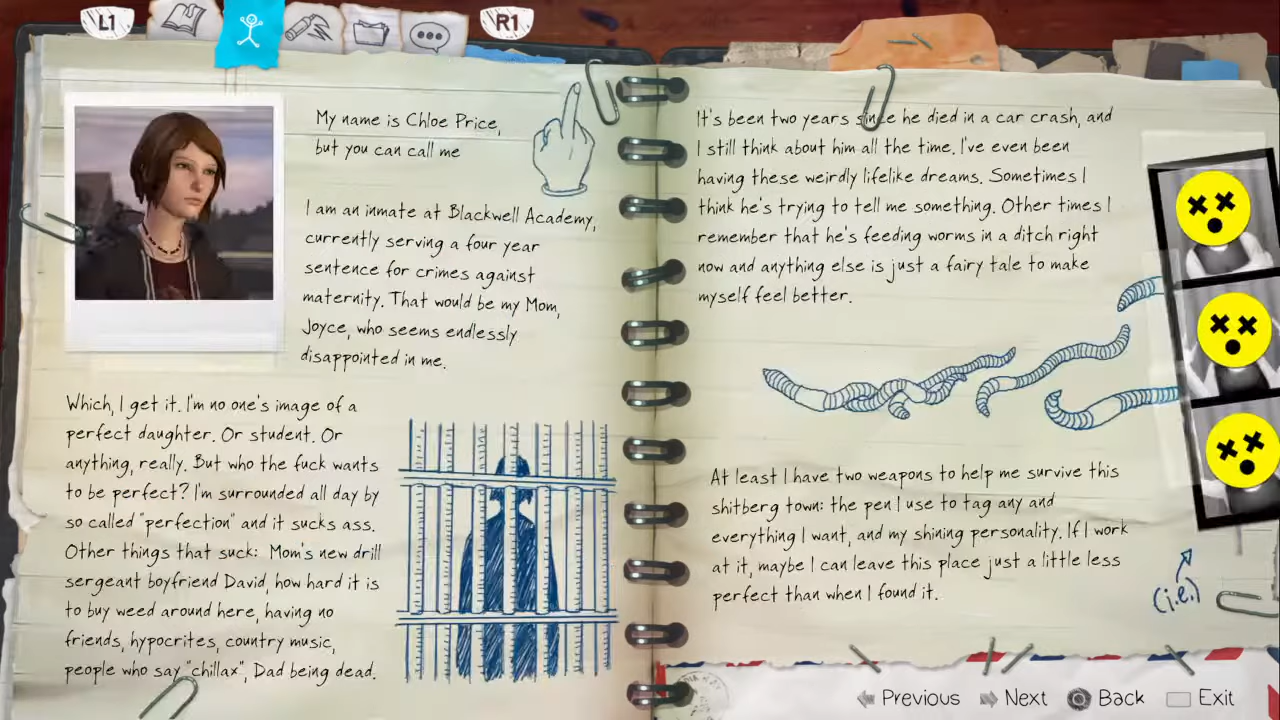 L1
R1
My name is Chloe Price,
but you can call me
I am an inmate at Blackwell Academy,
currently serving a four year
sentence for crimes against
maternity. That would be my Mom,
Joyce, who seems endlessly
disappointed in me.
Which, I get it. I'm no one's image of a
perfect daughter. Or student. Or
anything, really. But who the fuck wants
to be perfect? I'm surrounded all day by
so called "perfection" and it sucks ass.
Other things that suck: Mom's new drill
sergeant boyfriend David, how hard it is
to buy weed around here, having no
friends, hypocrites, country music,
people who say "chillax", Dad being dead.
It's been two years since he died in a car crash, and
I still think about him all the time. I've even been
having these weirdly lifelike dreams. Sometimes I
think he's trying to tell me something. Other times I
remember that he's feeding worms in a ditch right
now and anything else is just a fairy tale to make
myself feel better.
At least I have two weapons to help me survive this
shitberg town: the pen I use to tag any and
everything I want, and my shining personality. If I work
at it, maybe I can leave this place just a little less
perfect than when I found it.
(i.e.)
Previous
Next
Back
Exit